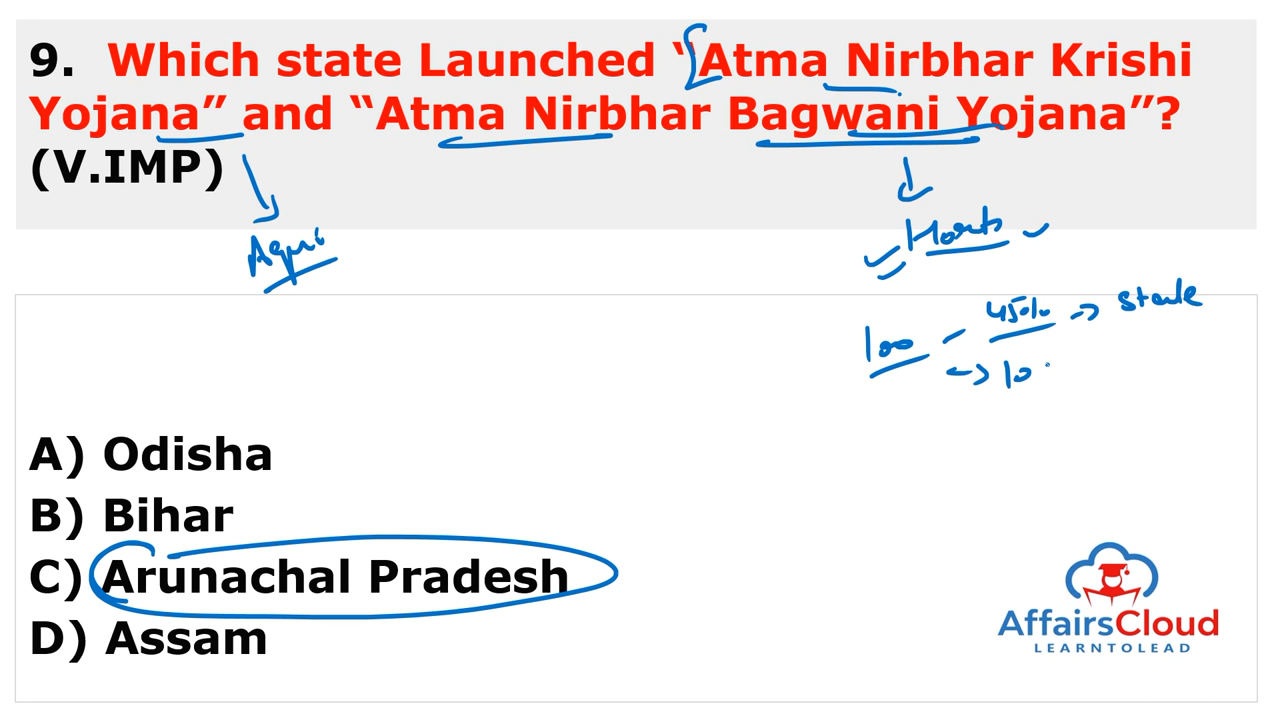 9. Which state Launched “Atma Nirbhar Krishi
Yojana” and “Atma Nirbhar Bagwani Yojana”?
(V.IMP)
Agri
Horti
100 - 45% → State
↔ 10
A) Odisha
B) Bihar
C) Arunachal Pradesh
D) Assam
AffairsCloud
LEARNTOLEAD